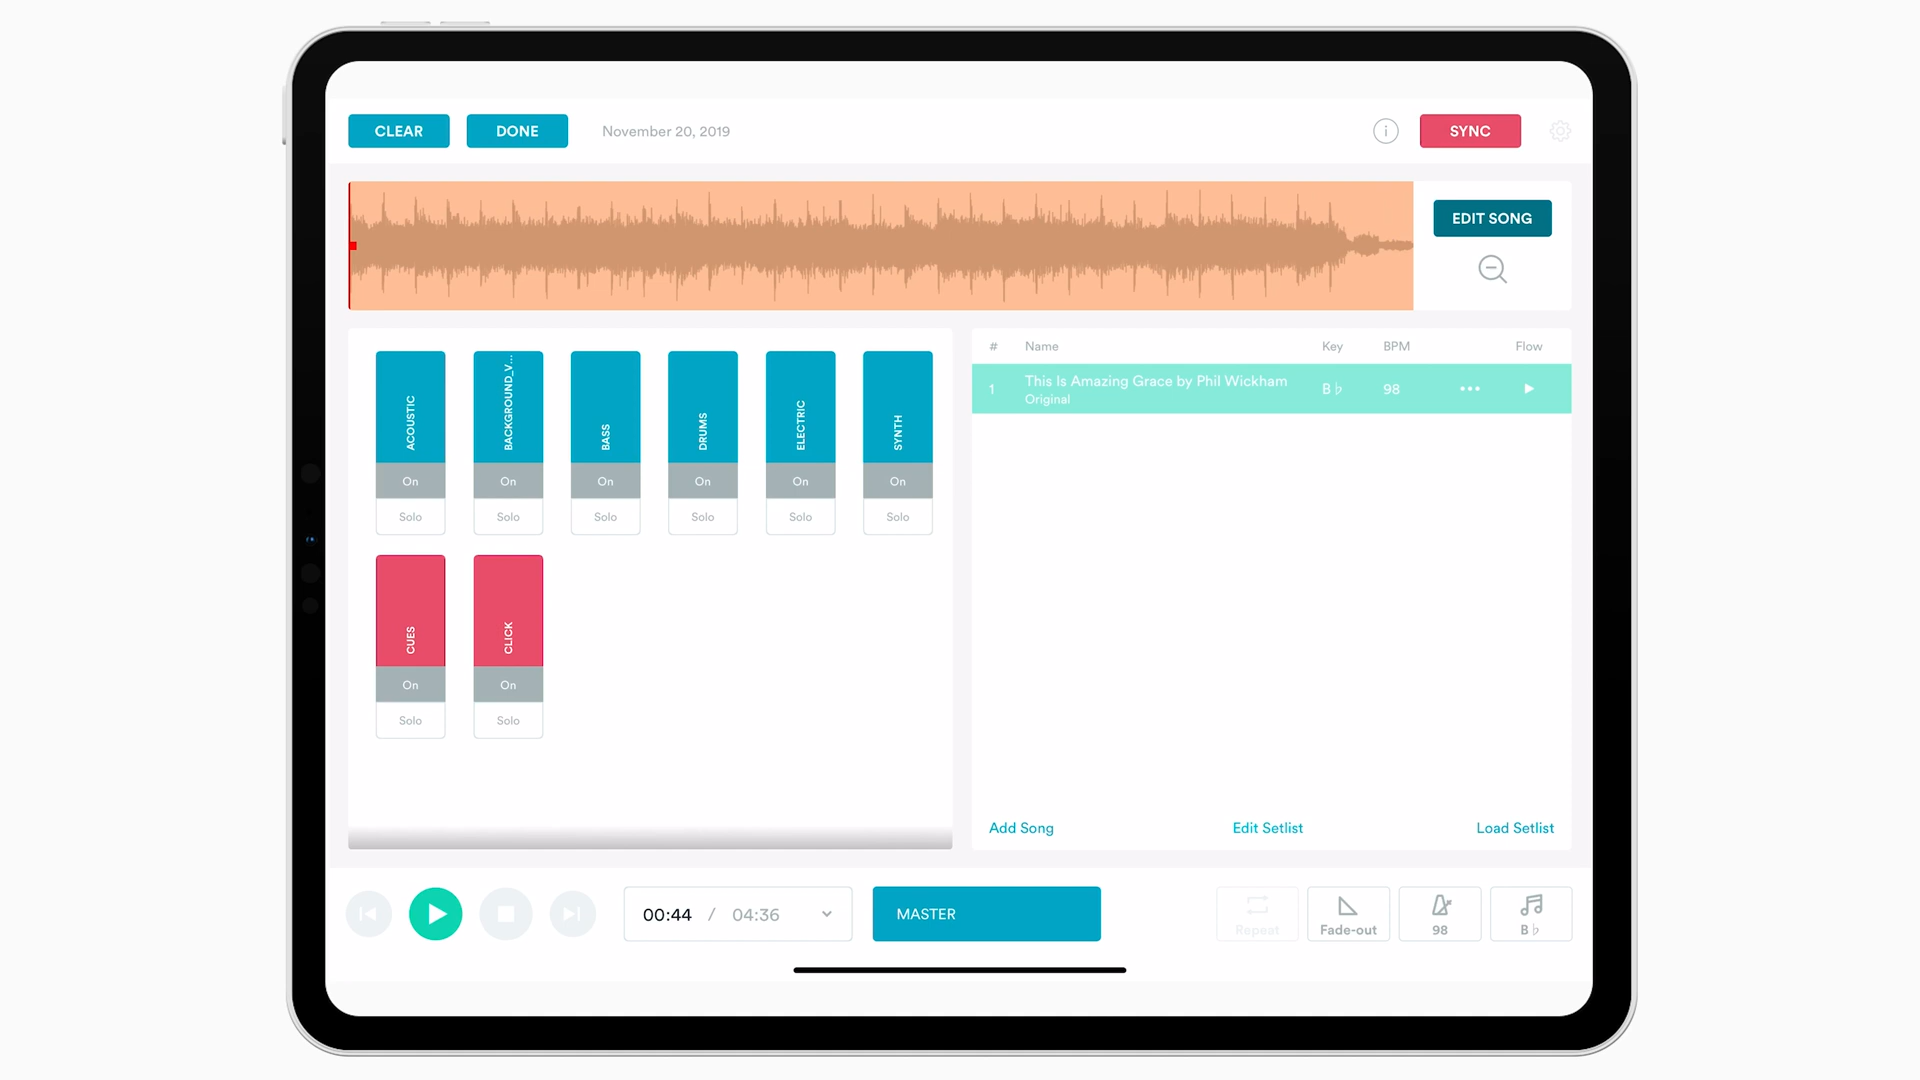 CLEAR DONE November 20, 2019 i SYNC
EDIT SONG
# Name Key BPM Flow
1 This Is Amazing Grace by Phil Wickham B♭ 98
Original
ACOUSTIC BACKGROUND_V... BASS DRUMS ELECTRIC SYNTH
On On On On On On
Solo Solo Solo Solo Solo Solo
CUES CLICK
On On
Solo Solo
Add Song Edit Setlist Load Setlist
00:44 / 04:36 MASTER
Repeat Fade-out 98 B♭